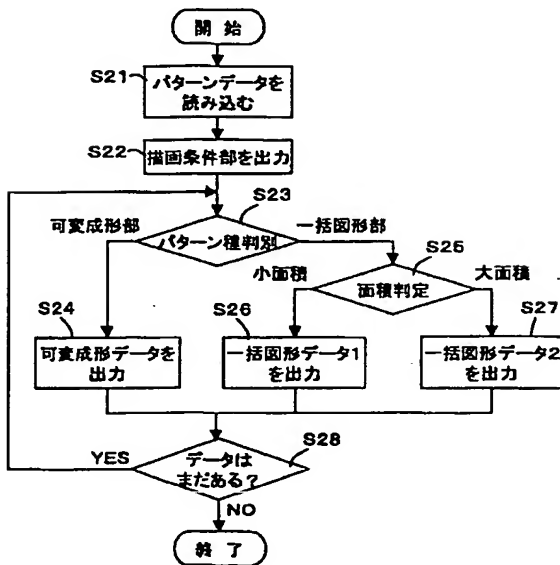 開始
S21
パターンデータを
読み込む
S22
描画条件部を出力
S23
可変成形部
パターン種判別
一括図形部
S25
小面積
面積判定
大面積
S24
可変成形データを
出力
S26
一括図形データ1
を出力
S27
一括図形データ2
を出力
S28
YES
データは
まだある？
NO
終了